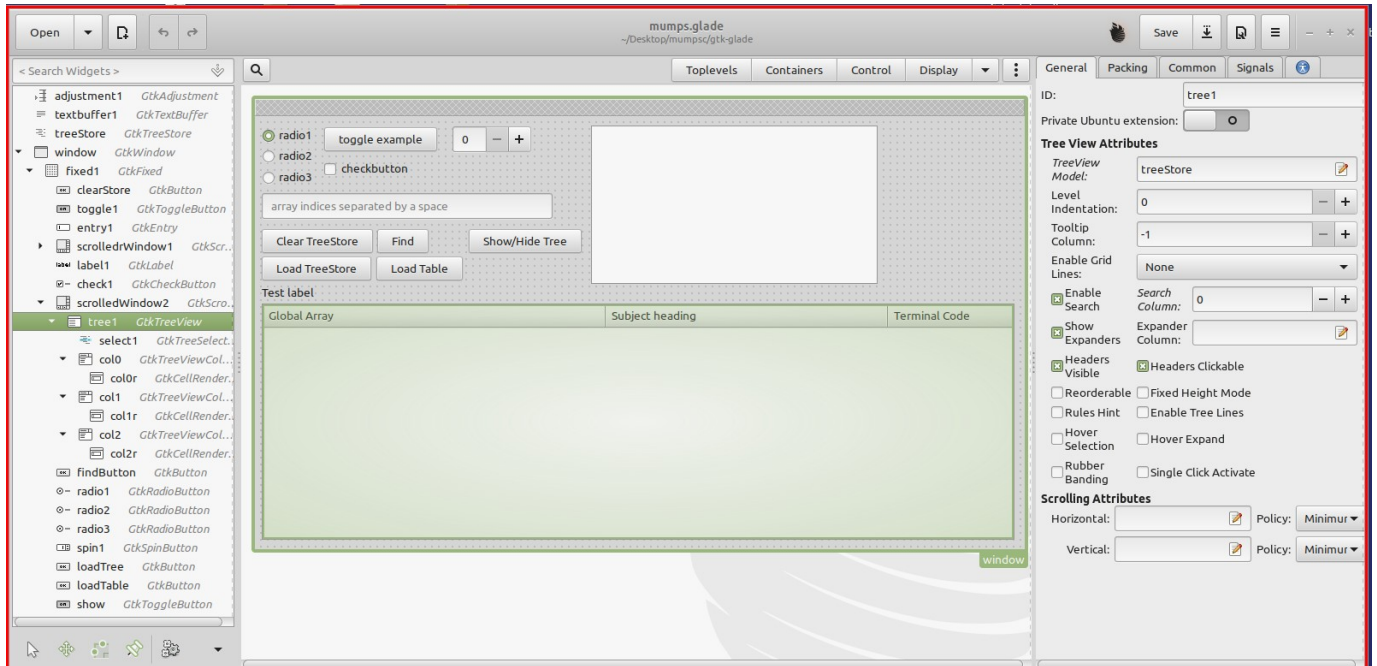 mumps.glade
Open
~/Desktop/mumpsc/gtk-glade
Save
< Search Widgets >
Toplevels Containers Control Display
General Packing Common Signals
adjustment1 GtkAdjustment
textbuffer1 GtkTextBuffer
treeStore GtkTreeStore
window GtkWindow
fixed1 GtkFixed
clearStore GtkButton
toggle1 GtkToggleButton
entry1 GtkEntry
scrolledrWindow1 GtkScr..
label1 GtkLabel
check1 GtkCheckButton
scrolledWindow2 GtkScro..
tree1 GtkTreeView
select1 GtkTreeSelect.
col0 GtkTreeViewCol...
col0r GtkCellRender.
col1 GtkTreeViewCol...
col1r GtkCellRender.
col2 GtkTreeViewCol...
col2r GtkCellRender.
findButton GtkButton
radio1 GtkRadioButton
radio2 GtkRadioButton
radio3 GtkRadioButton
spin1 GtkSpinButton
loadTree GtkButton
loadTable GtkButton
show GtkToggleButton
radio1 toggle example 0 − +
radio2
radio3 checkbutton
array indices separated by a space
Clear TreeStore Find Show/Hide Tree
Load TreeStore Load Table
Test label
Global Array Subject heading Terminal Code
window
ID: tree1
Private Ubuntu extension:
Tree View Attributes
TreeView
Model: treeStore
Level
Indentation: 0 − +
Tooltip
Column: -1 − +
Enable Grid
Lines: None
Enable
Search
Search
Column: 0 − +
Show
Expanders
Expander
Column:
Headers
Visible
Headers Clickable
Reorderable Fixed Height Mode
Rules Hint Enable Tree Lines
Hover
Selection
Hover Expand
Rubber
Banding
Single Click Activate
Scrolling Attributes
Horizontal: Policy: Minimur
Vertical: Policy: Minimur